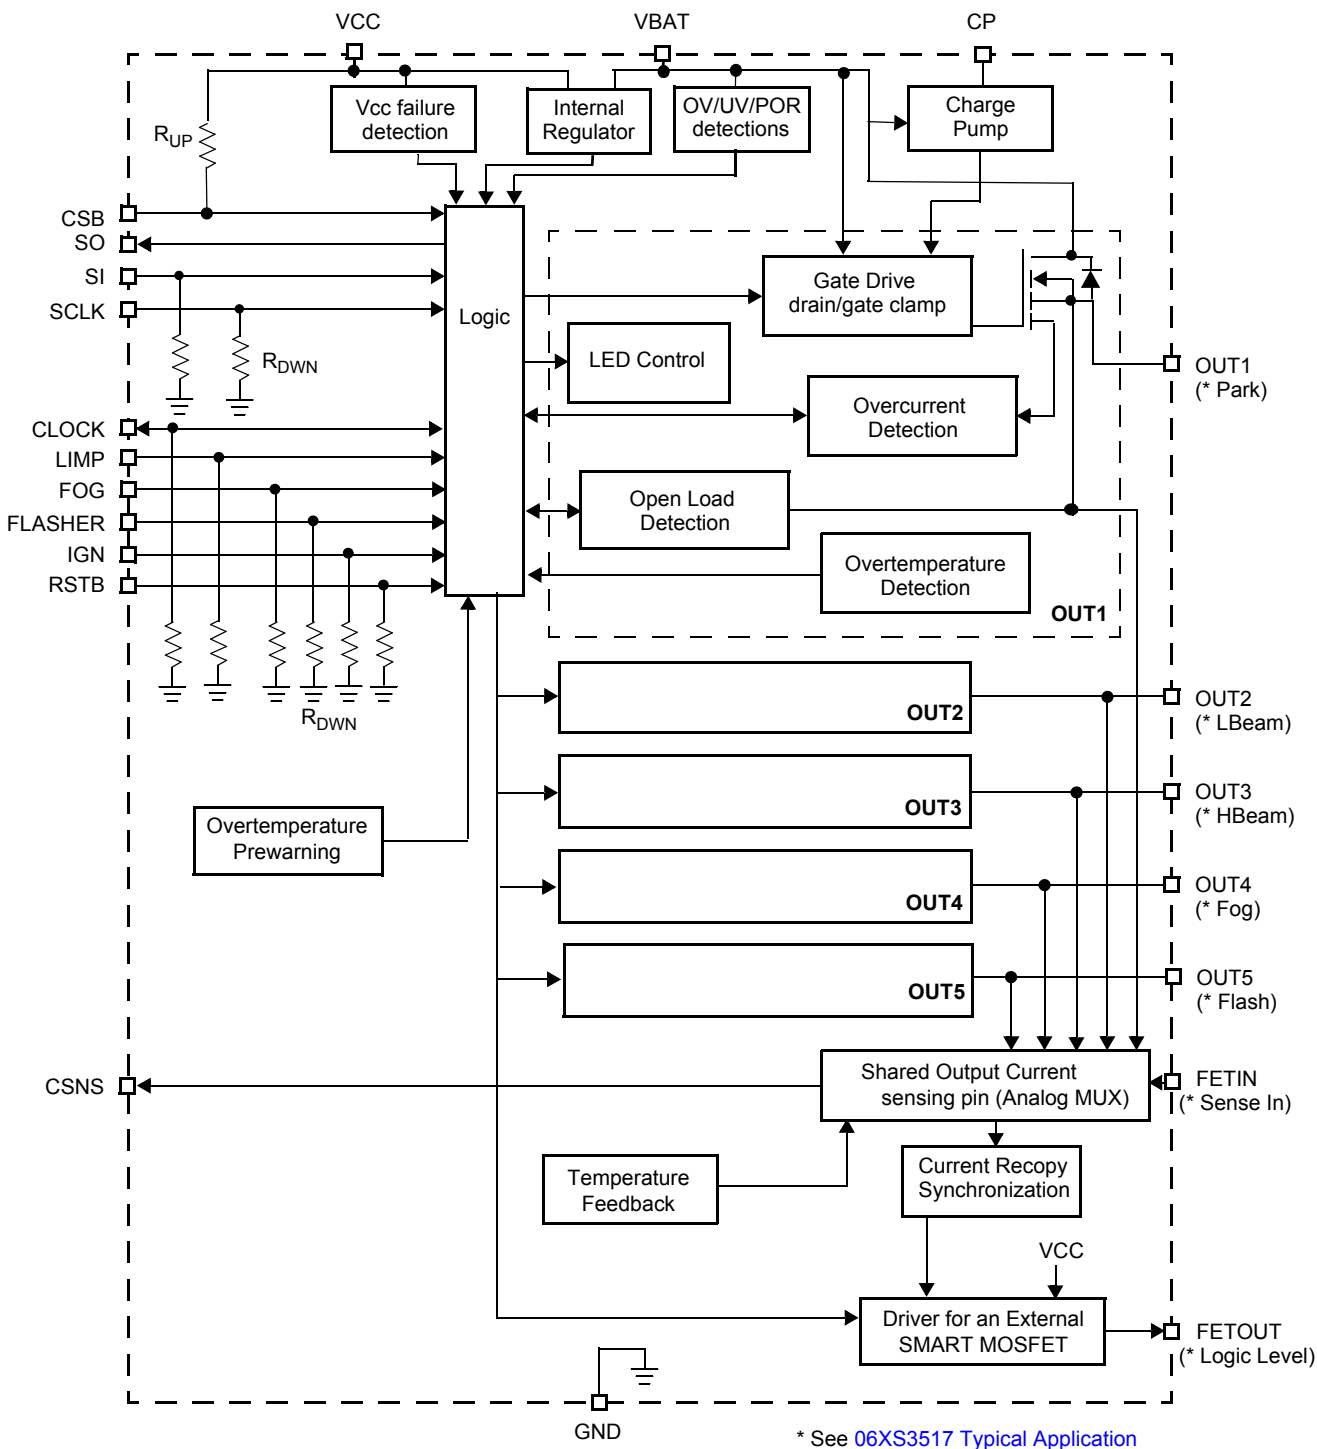 VCC
VBAT
CP
Vcc failure
detection
Internal
Regulator
OV/UV/POR
detections
Charge
Pump
RUP
CSB
SO
SI
SCLK
RDWN
CLOCK
LIMP
FOG
FLASHER
IGN
RSTB
RDWN
Logic
Gate Drive
drain/gate clamp
LED Control
Overcurrent
Detection
Open Load
Detection
Overtemperature
Detection
OUT1
OUT1
(* Park)
OUT2
OUT2
(* LBeam)
OUT3
OUT3
(* HBeam)
Overtemperature
Prewarning
OUT4
OUT4
(* Fog)
OUT5
OUT5
(* Flash)
CSNS
Shared Output Current
sensing pin (Analog MUX)
FETIN
(* Sense In)
Temperature
Feedback
Current Recopy
Synchronization
VCC
Driver for an External
SMART MOSFET
FETOUT
(* Logic Level)
GND
* See 06XS3517 Typical Application